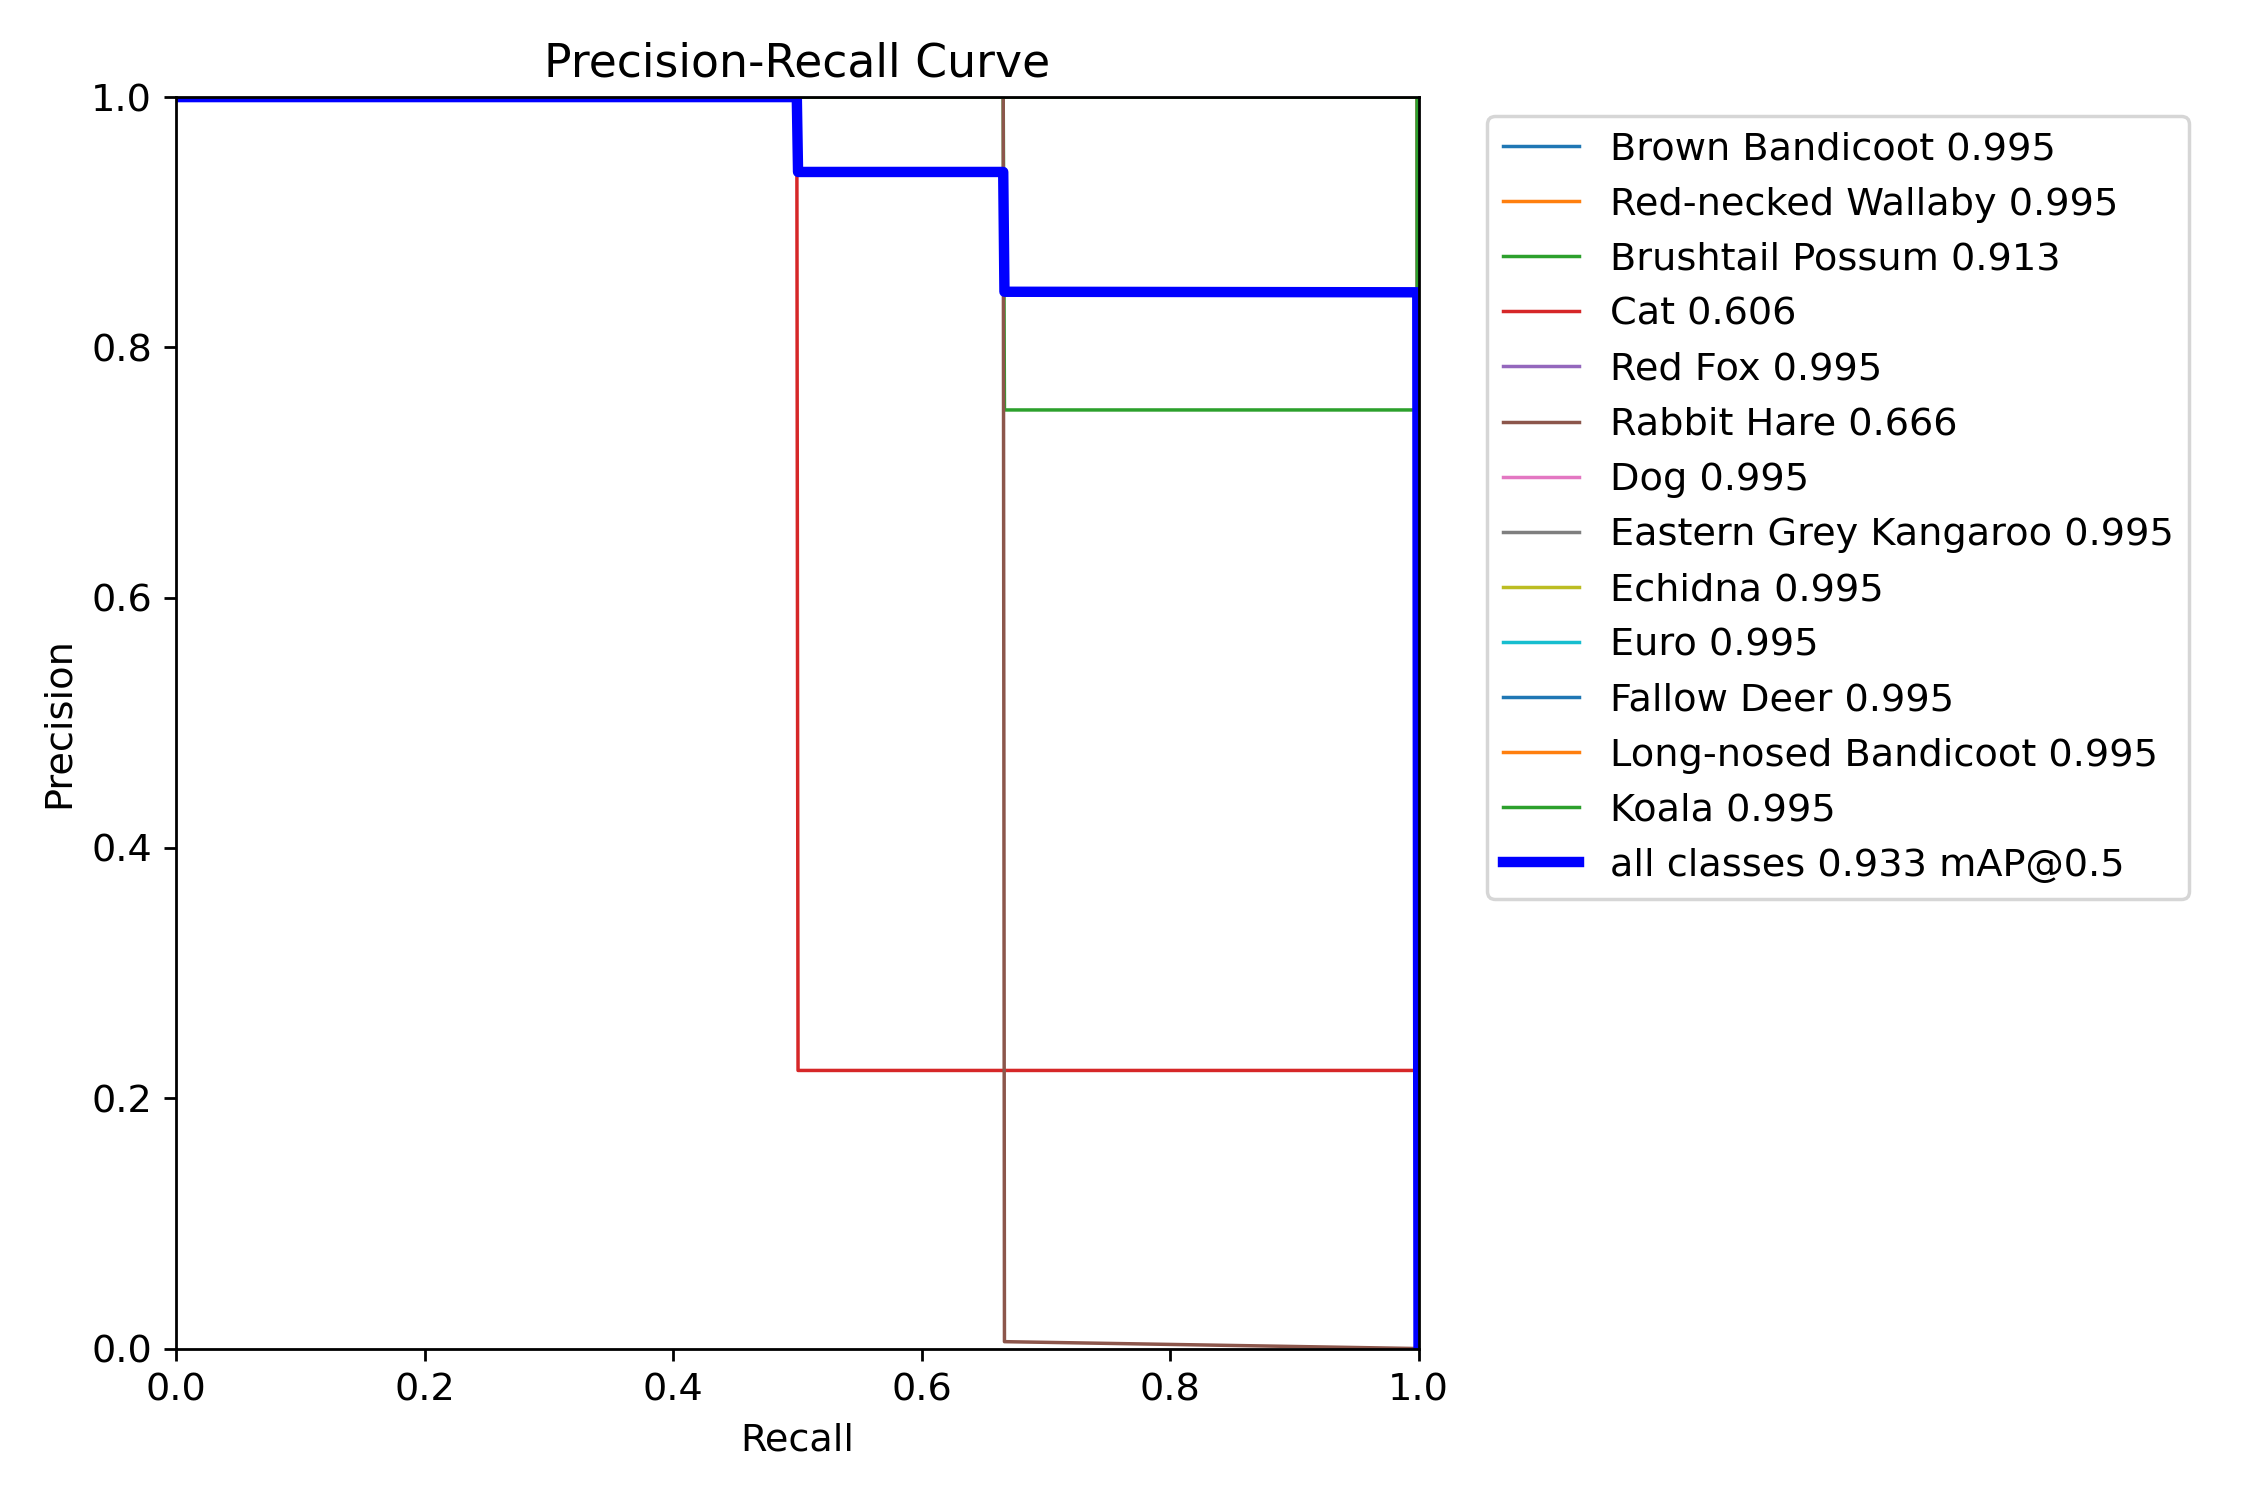 Precision-Recall Curve
1.0
0.8
0.6
0.4
0.2
0.0
Precision
0.0 0.2 0.4 0.6 0.8 1.0
Recall
Brown Bandicoot 0.995
Red-necked Wallaby 0.995
Brushtail Possum 0.913
Cat 0.606
Red Fox 0.995
Rabbit Hare 0.666
Dog 0.995
Eastern Grey Kangaroo 0.995
Echidna 0.995
Euro 0.995
Fallow Deer 0.995
Long-nosed Bandicoot 0.995
Koala 0.995
all classes 0.933 mAP@0.5